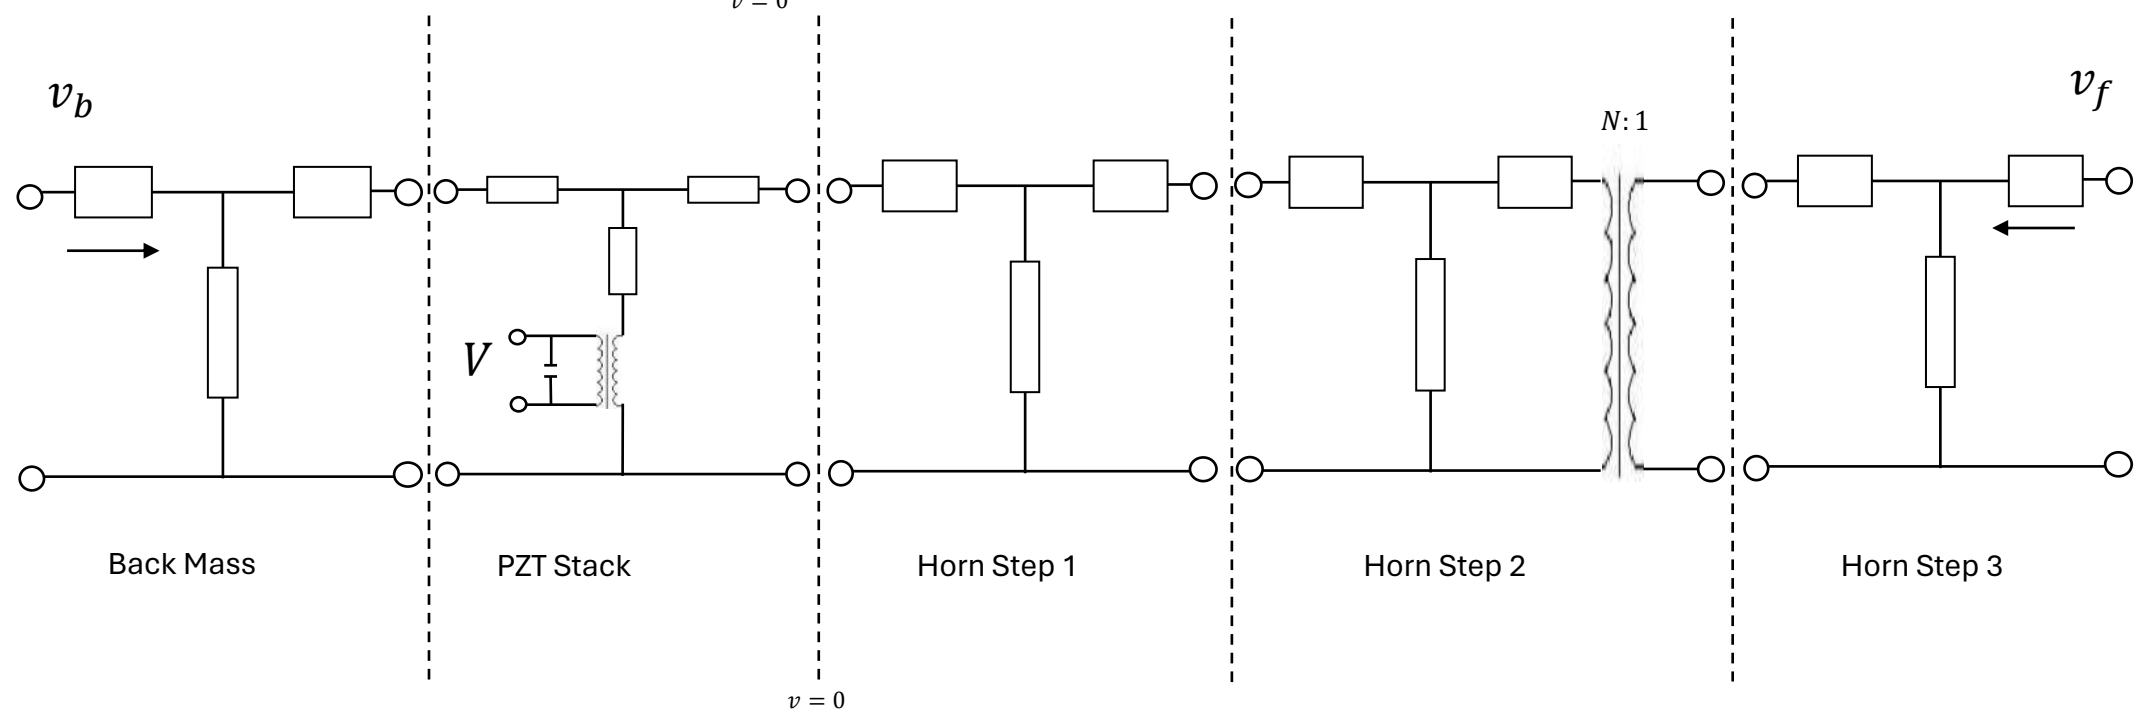 v = 0
v_b
v_f
N: 1
V
Back Mass
PZT Stack
Horn Step 1
Horn Step 2
Horn Step 3
v = 0